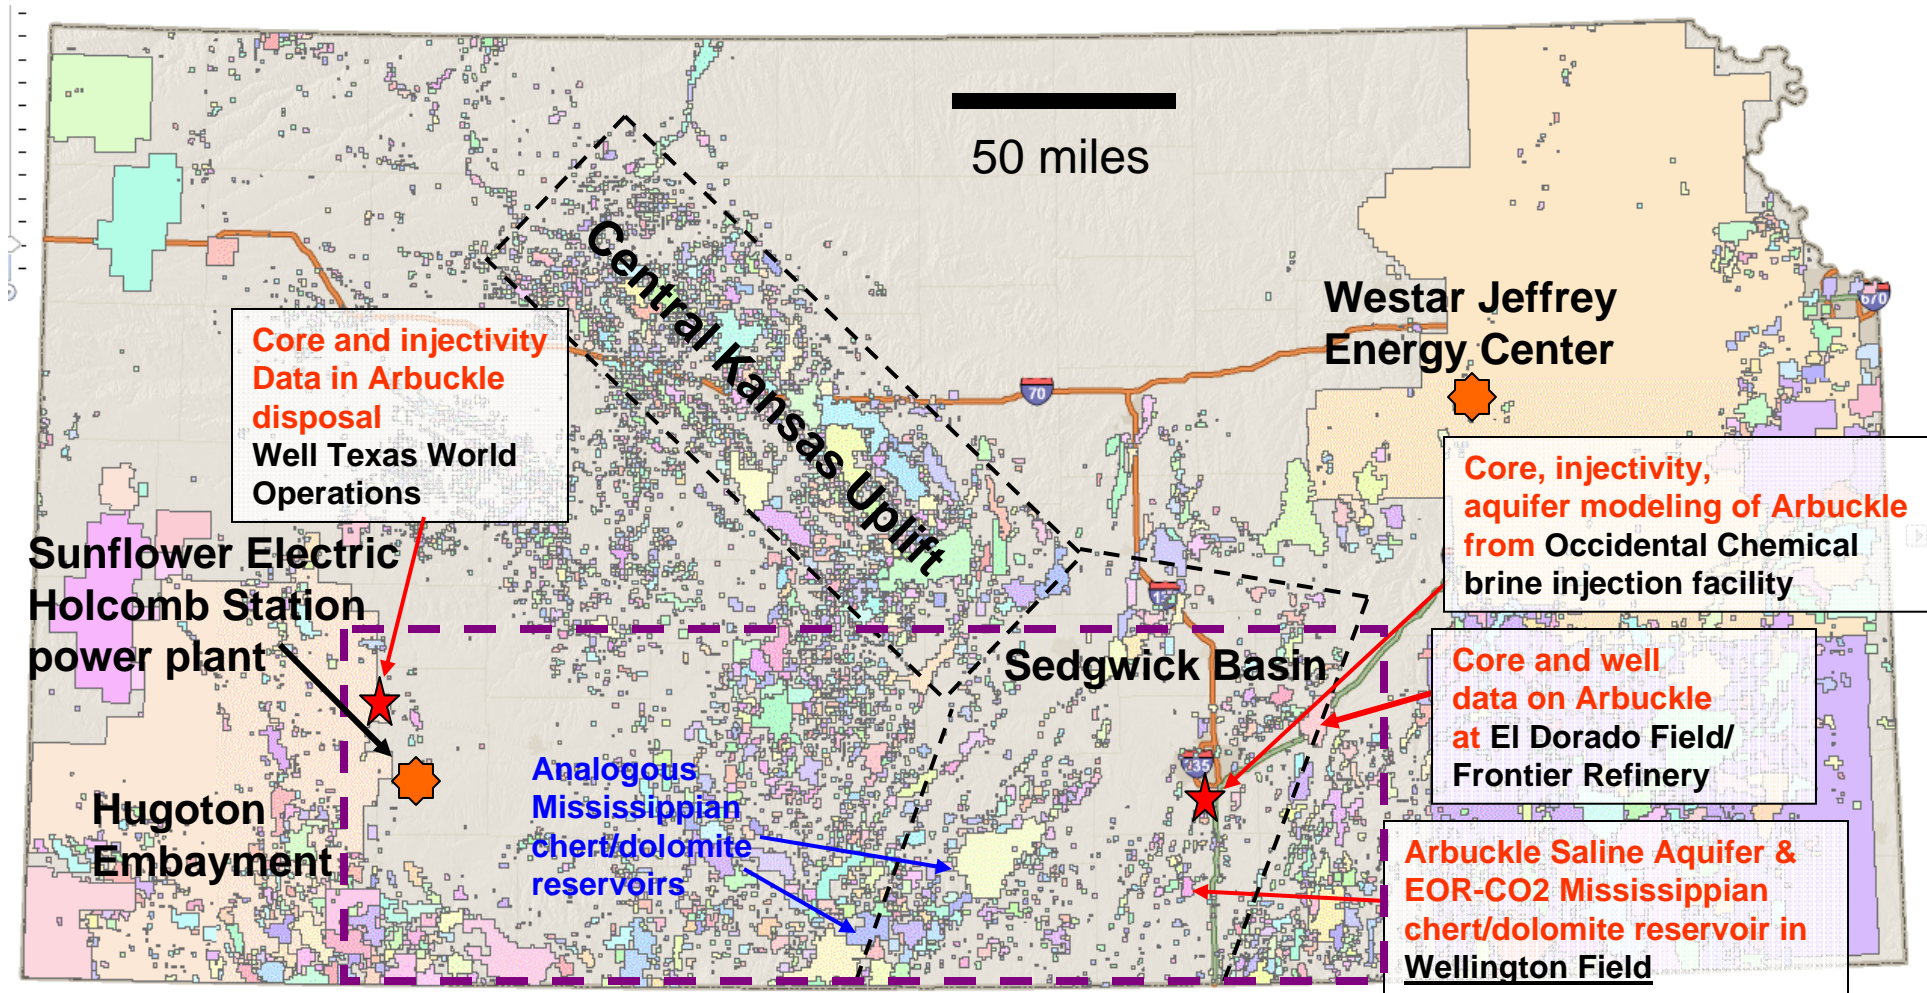 50 miles
Central Kansas Uplift
670
Westar Jeffrey
Energy Center
Core and injectivity
Data in Arbuckle
disposal
Well Texas World
Operations
70
Core, injectivity,
aquifer modeling of Arbuckle
from Occidental Chemical
brine injection facility
Sunflower Electric
Holcomb Station
power plant
Sedgwick Basin
Core and well
data on Arbuckle
at El Dorado Field/
Frontier Refinery
235
Analogous
Mississippian
chert/dolomite
reservoirs
Hugoton
Embayment
Arbuckle Saline Aquifer &
EOR-CO2 Mississippian
chert/dolomite reservoir in
Wellington Field